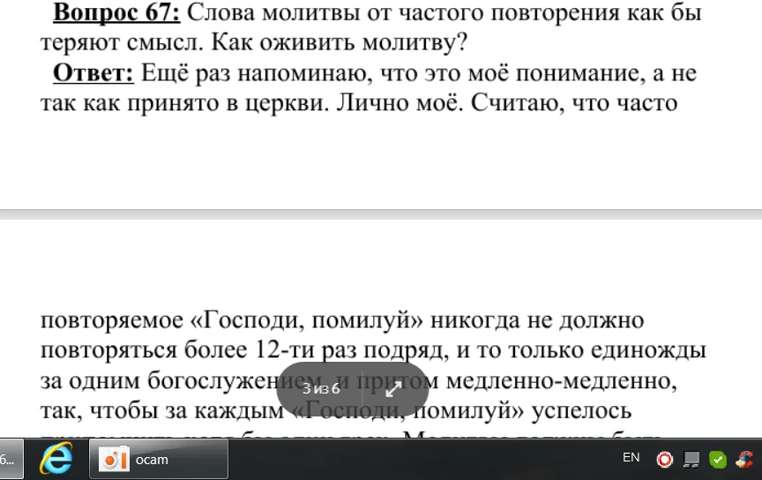 Вопрос 67: Слова молитвы от частого повторения как бы
теряют смысл. Как оживить молитву?
Ответ: Ещё раз напоминаю, что это моё понимание, а не
так как принято в церкви. Лично моё. Считаю, что часто
повторяемое «Господи, помилуй» никогда не должно
повторяться более 12-ти раз подряд, и то только единожды
за одним богослужением, и притом медленно-медленно,
3 из 6
так, чтобы за каждым «Господи, помилуй» успелось
6...
ocam
EN